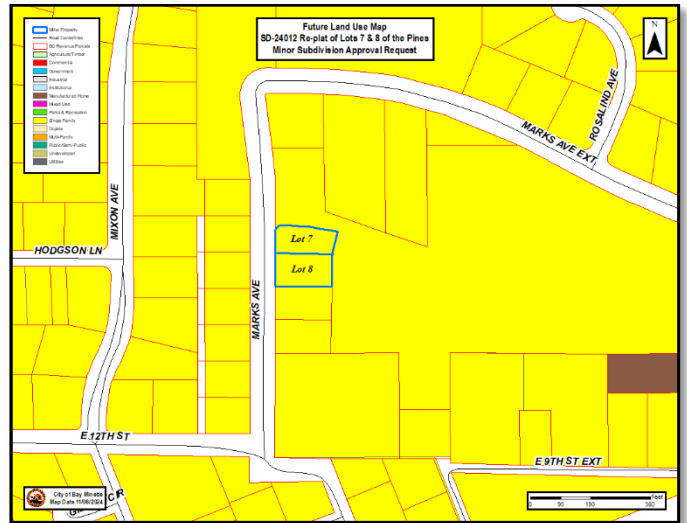 Future Land Use Map
SD-24012 Re-plat of Lots 7 & 8 of the Pines
Minor Subdivision Approval Request
N
Road Centerlines
BC Revenue Parcels
Agriculture/Timber
Commercial
Government
Industrial
Institutional
Manufactured Home
Mixed Use
Parks & Recreation
Single Family
Duplex
Multi-Family
Public/Semi-Public
Undeveloped
Utilities
MIXON AVE
HODGSON LN
MARKS AVE
MARKS AVE EXT
ROSALIND AVE
Lot 7
Lot 8
E 12TH ST
E 9TH ST EXT
City of Bay Minette
Map Date 11/08/2024
Feet
0 95 190 380